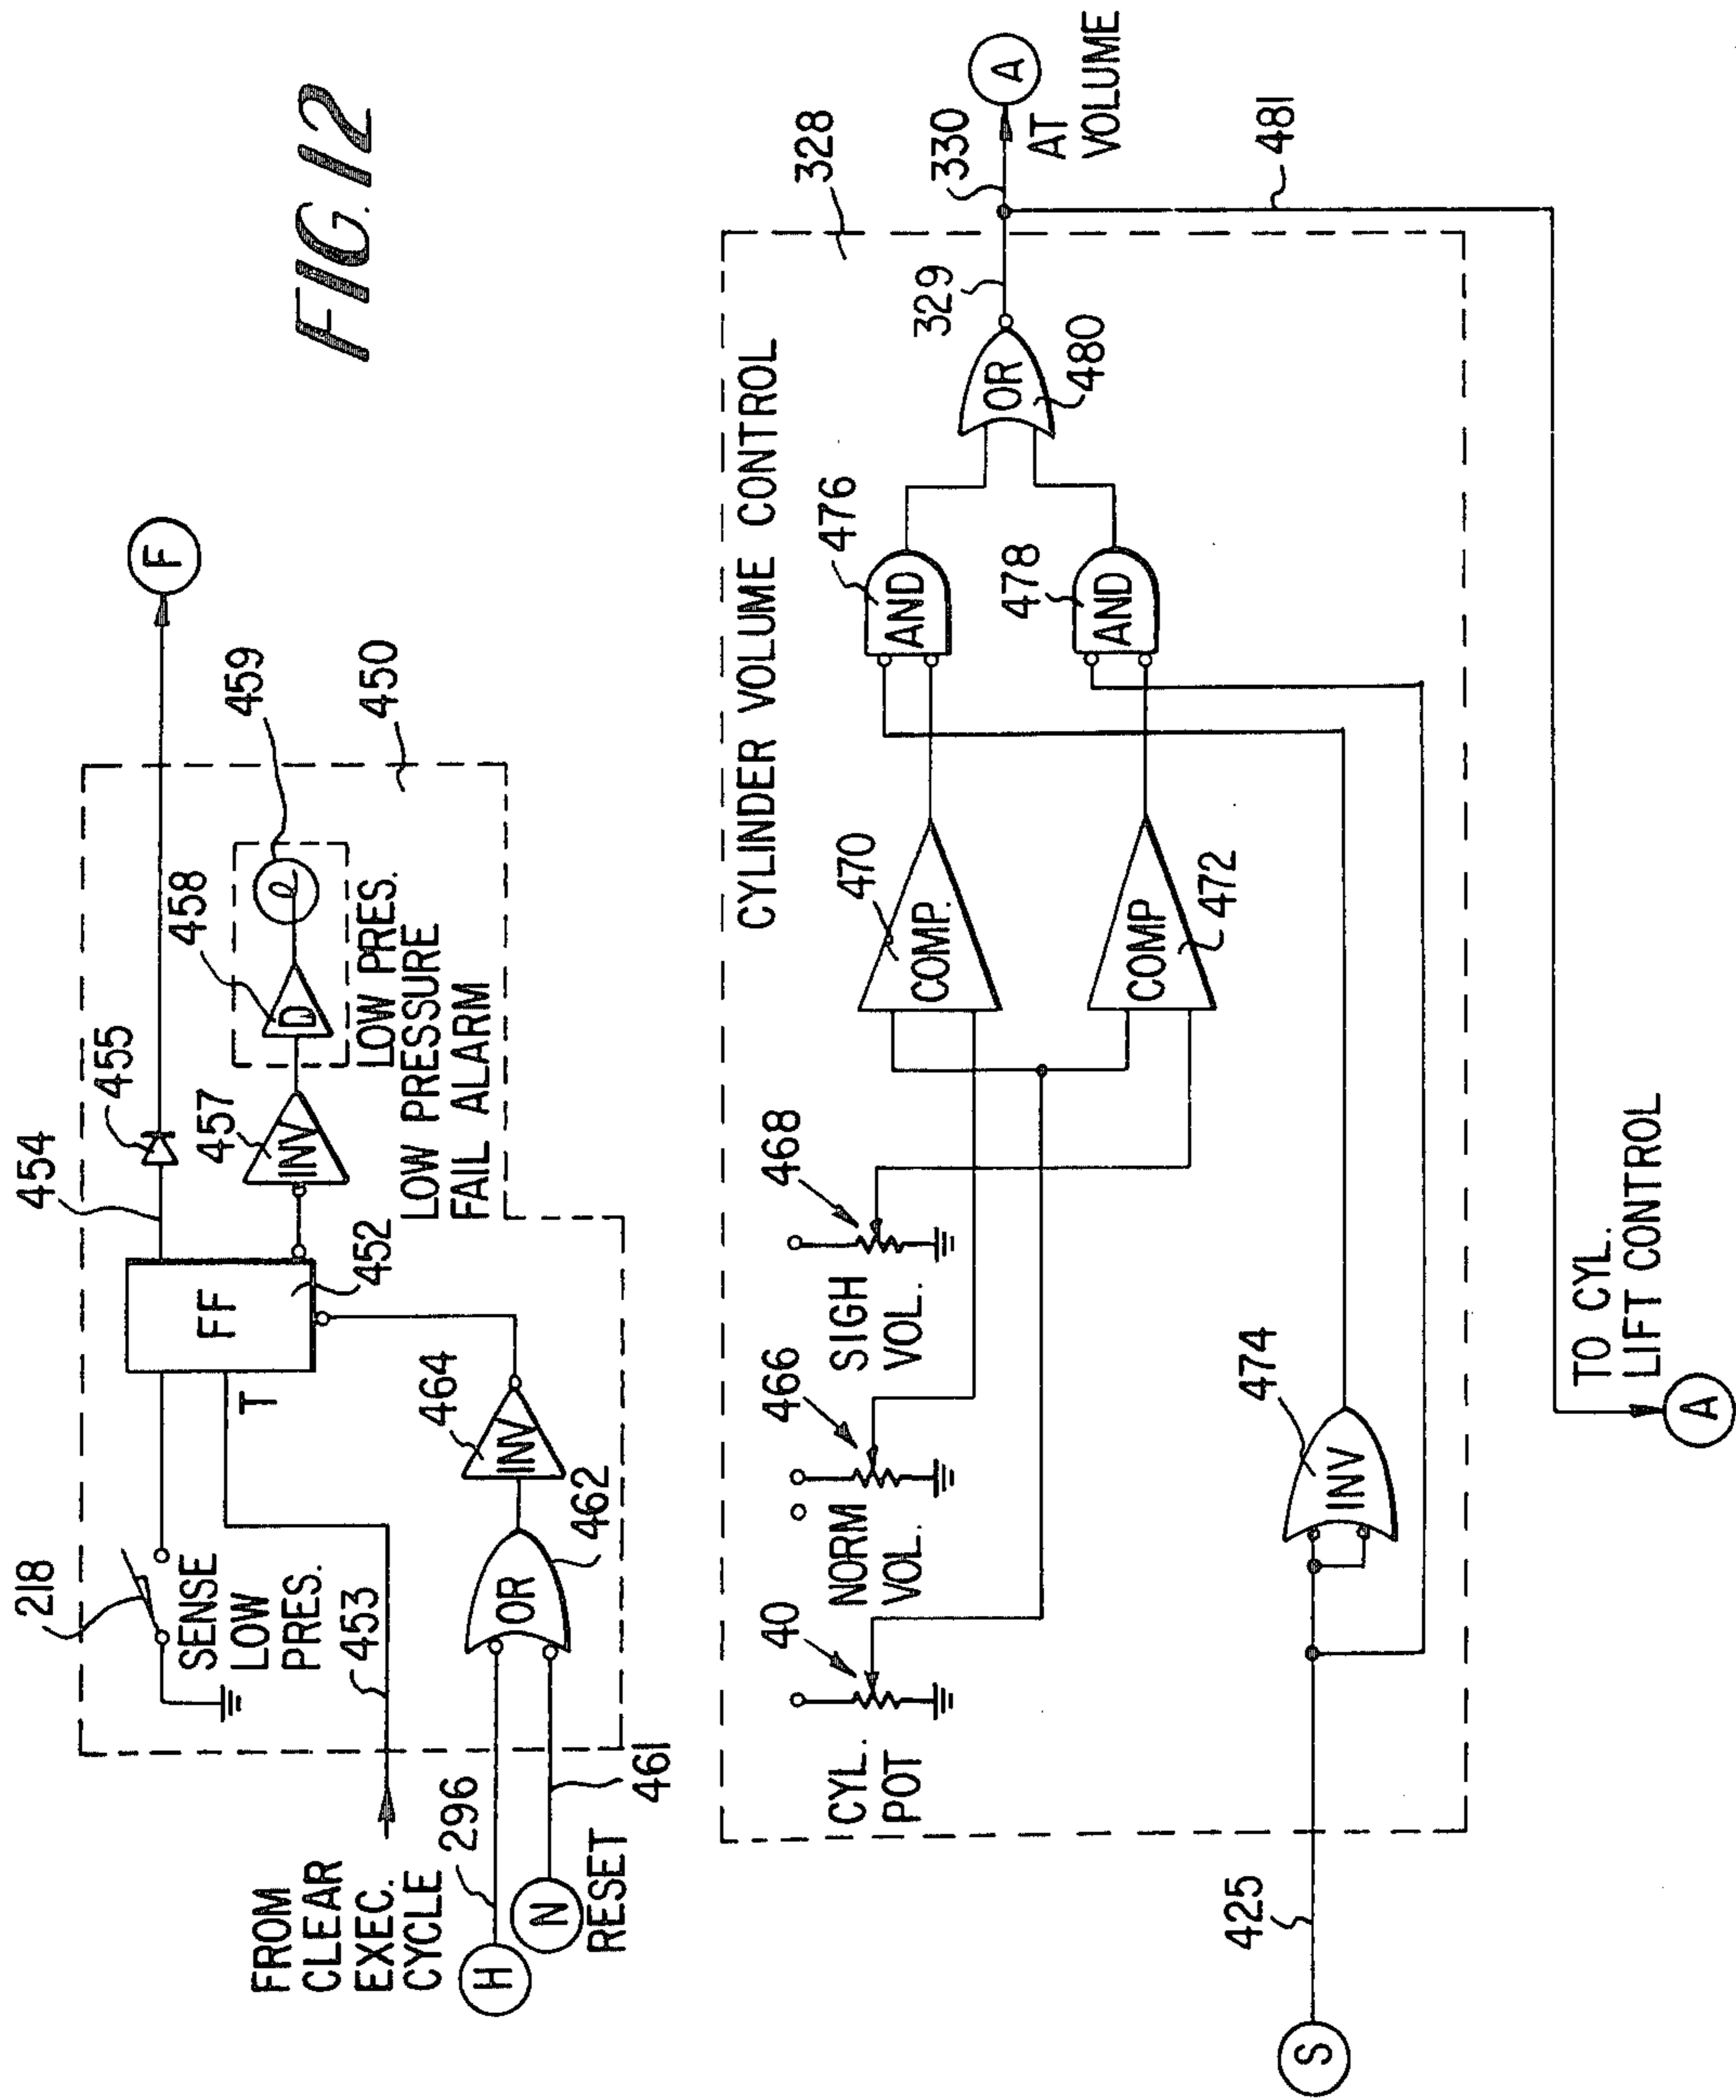 FIG. 12
454
455
F
218
SENSE
LOW
PRES.
FF
T
452
457
INV
458
D
459
450
LOW PRES.
LOW PRESSURE
FAIL ALARM
453
FROM
CLEAR
EXEC.
CYCLE
464
INV
OR
462
296
H
N
RESET
461
CYLINDER VOLUME CONTROL
328
CYL.
POT
40
NORM
VOL.
466
SIGH
VOL.
468
470
COMP.
COMP
472
476
AND
478
AND
OR
480
329
330
A
AT
VOLUME
474
INV
425
S
481
TO CYL.
LIFT CONTROL
A